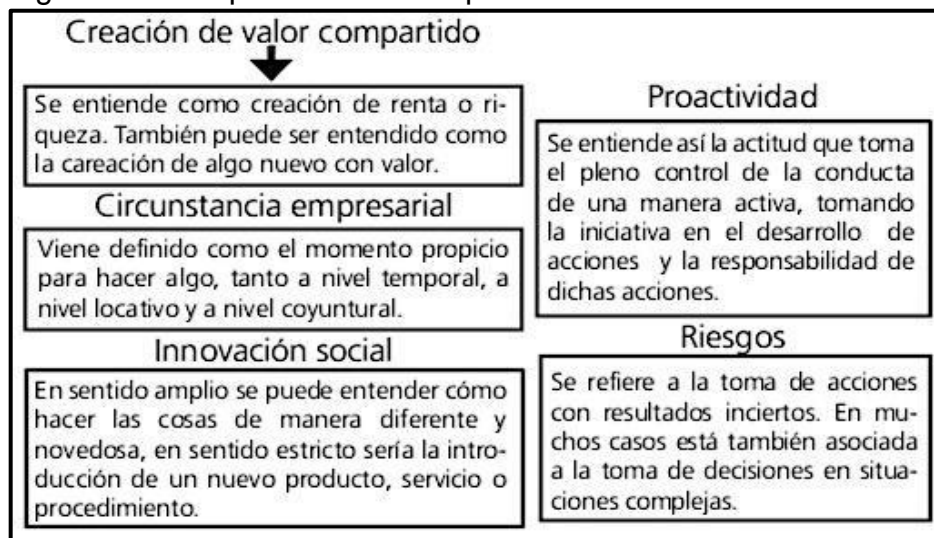 Creación de valor compartido
Se entiende como creación de renta o ri-
queza. También puede ser entendido como
la careación de algo nuevo con valor.
Circunstancia empresarial
Viene definido como el momento propicio
para hacer algo, tanto a nivel temporal, a
nivel locativo y a nivel coyuntural.
Innovación social
En sentido amplio se puede entender cómo
hacer las cosas de manera diferente y
novedosa, en sentido estricto sería la intro-
ducción de un nuevo producto, servicio o
procedimiento.
Proactividad
Se entiende así la actitud que toma
el pleno control de la conducta
de una manera activa, tomando
la iniciativa en el desarrollo de
acciones y la responsabilidad de
dichas acciones.
Riesgos
Se refiere a la toma de acciones
con resultados inciertos. En mu-
chos casos está también asociada
a la toma de decisiones en situa-
ciones complejas.